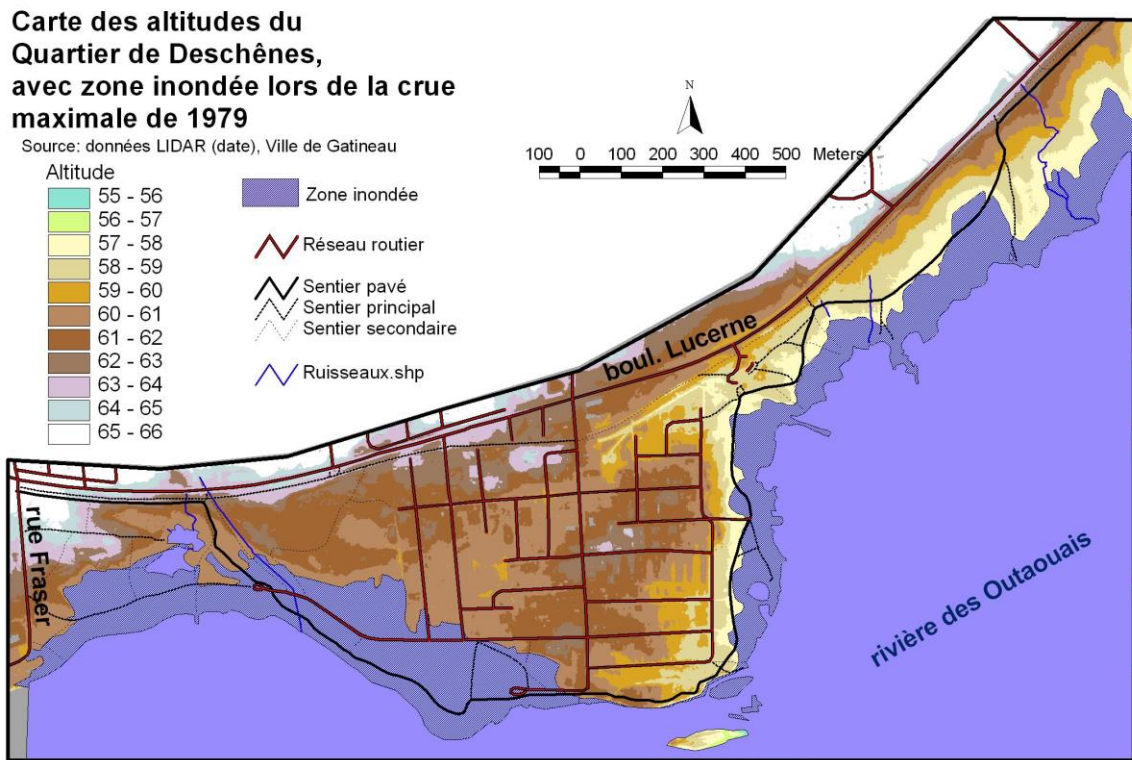 Carte des altitudes du
Quartier de Deschênes,
avec zone inondée lors de la crue
maximale de 1979
Source: données LIDAR (date), Ville de Gatineau
Altitude
55 - 56
56 - 57
57 - 58
58 - 59
59 - 60
60 - 61
61 - 62
62 - 63
63 - 64
64 - 65
65 - 66
Zone inondée
Réseau routier
Sentier pavé
Sentier principal
Sentier secondaire
Ruisseaux.shp
N
100 0 100 200 300 400 500 Meters
boul. Lucerne
rue Fraser
rivière des Outaouais